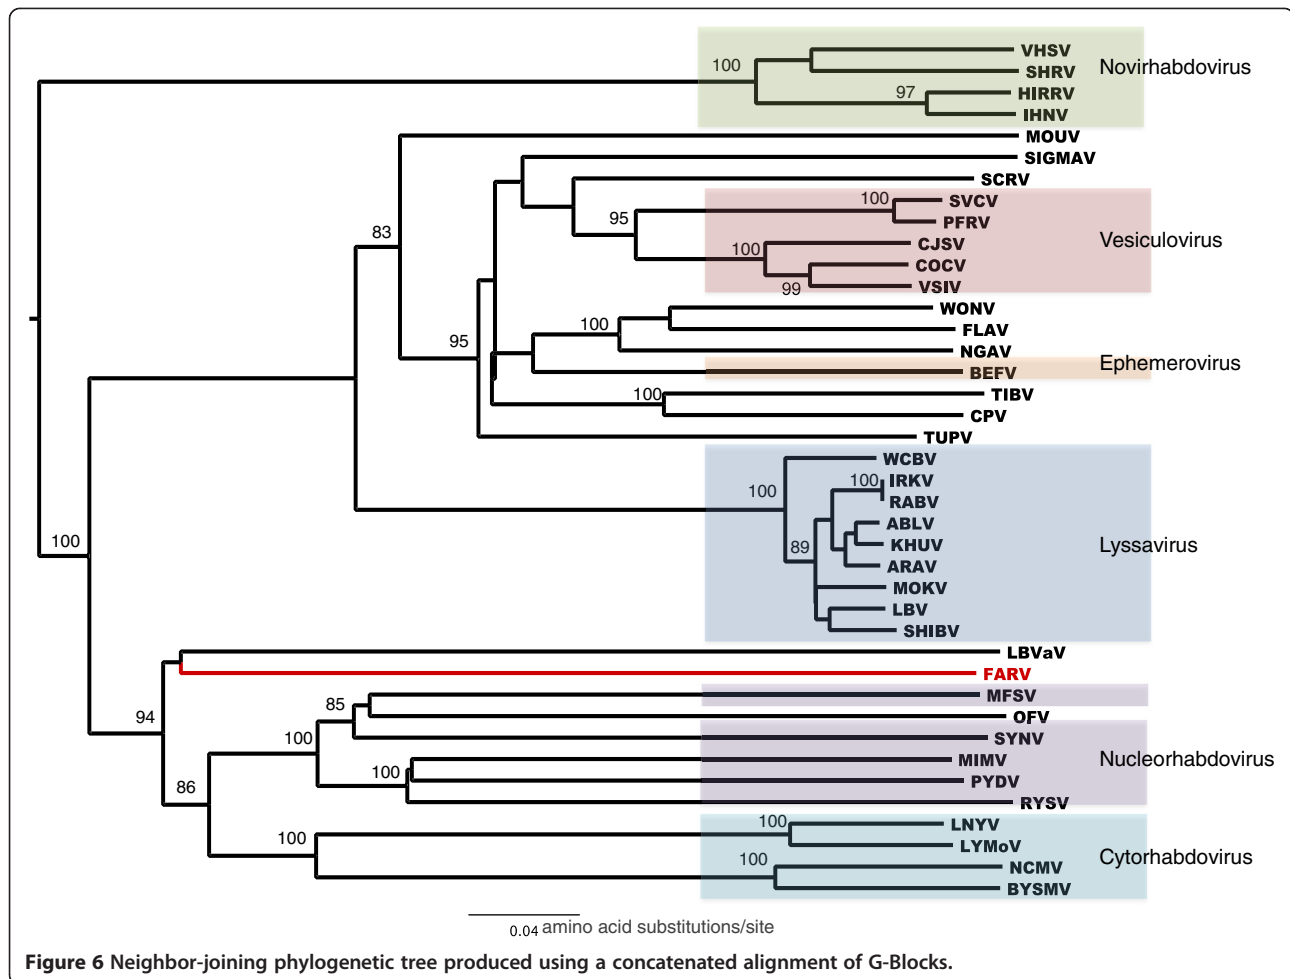 VHSV
100
SHRV
Novirhabdovirus
97
HIRRV
IHNV
MOUV
SIGMAV
SCRV
100
SVCV
95
PFRV
83
100
CJSV
Vesiculovirus
COCV
99
VSIV
WONV
100
FLAV
95
NGAV
Ephemerovirus
BEFV
100
TIBV
CPV
TUPV
WCBV
100
100
IRKV
RABV
ABLV
100
89
KHUV
Lyssavirus
ARAV
MOKV
LBV
SHIBV
LBVaV
FARV
MFSV
85
94
OFV
100
SYNV
MIMV
Nucleorhabdovirus
100
PYDV
86
RYSV
100
100
LNYV
LYMoV
100
NCMV
Cytorhabdovirus
BYSMV
0.04 amino acid substitutions/site
Figure 6 Neighbor-joining phylogenetic tree produced using a concatenated alignment of G-Blocks.